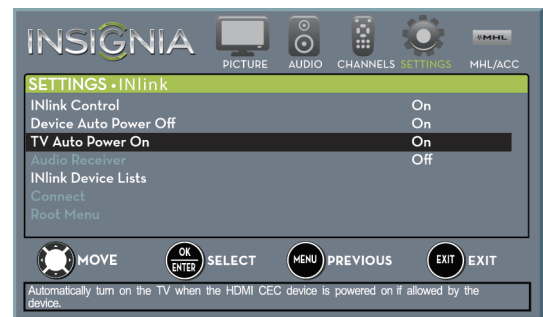 INSIGNIA
PICTURE AUDIO CHANNELS SETTINGS MHL/ACC
MHL
SETTINGS • INlink
INlink Control On
Device Auto Power Off On
TV Auto Power On On
Audio Receiver Off
INlink Device Lists
Connect
Root Menu
MOVE OK ENTER SELECT MENU PREVIOUS EXIT EXIT
Automatically turn on the TV when the HDMI CEC device is powered on if allowed by the
device.